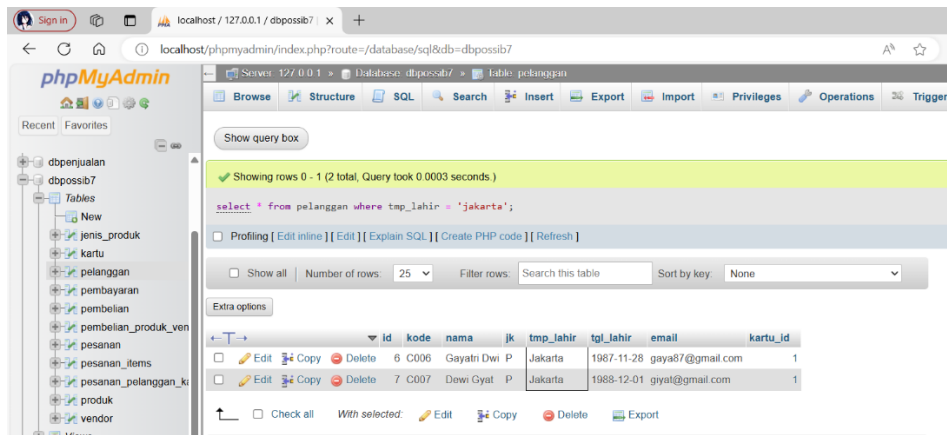 Sign in
localhost / 127.0.0.1 / dbpossib7
localhost/phpmyadmin/index.php?route=/database/sql&db=dbpossib7
phpMyAdmin
Recent Favorites
dbpenjualan
dbpossib7
Tables
New
jenis_produk
kartu
pelanggan
pembayaran
pembelian
pembelian_produk_ven
pesanan
pesanan_items
pesanan_pelanggan_ka
produk
vendor
Views
Server: 127.0.0.1 » Database: dbpossib7 » Table: pelanggan
Browse Structure SQL Search Insert Export Import Privileges Operations Trigger
Show query box
Showing rows 0 - 1 (2 total, Query took 0.0003 seconds.)
select * from pelanggan where tmp_lahir = 'jakarta';
Profiling [ Edit inline ] [ Edit ] [ Explain SQL ] [ Create PHP code ] [ Refresh ]
Show all Number of rows: 25 Filter rows: Search this table Sort by key: None
Extra options
id kode nama jk tmp_lahir tgl_lahir email kartu_id
Edit Copy Delete 6 C006 Gayatri Dwi P Jakarta 1987-11-28 gaya87@gmail.com 1
Edit Copy Delete 7 C007 Dewi Gyat P Jakarta 1988-12-01 giyat@gmail.com 1
Check all With selected: Edit Copy Delete Export